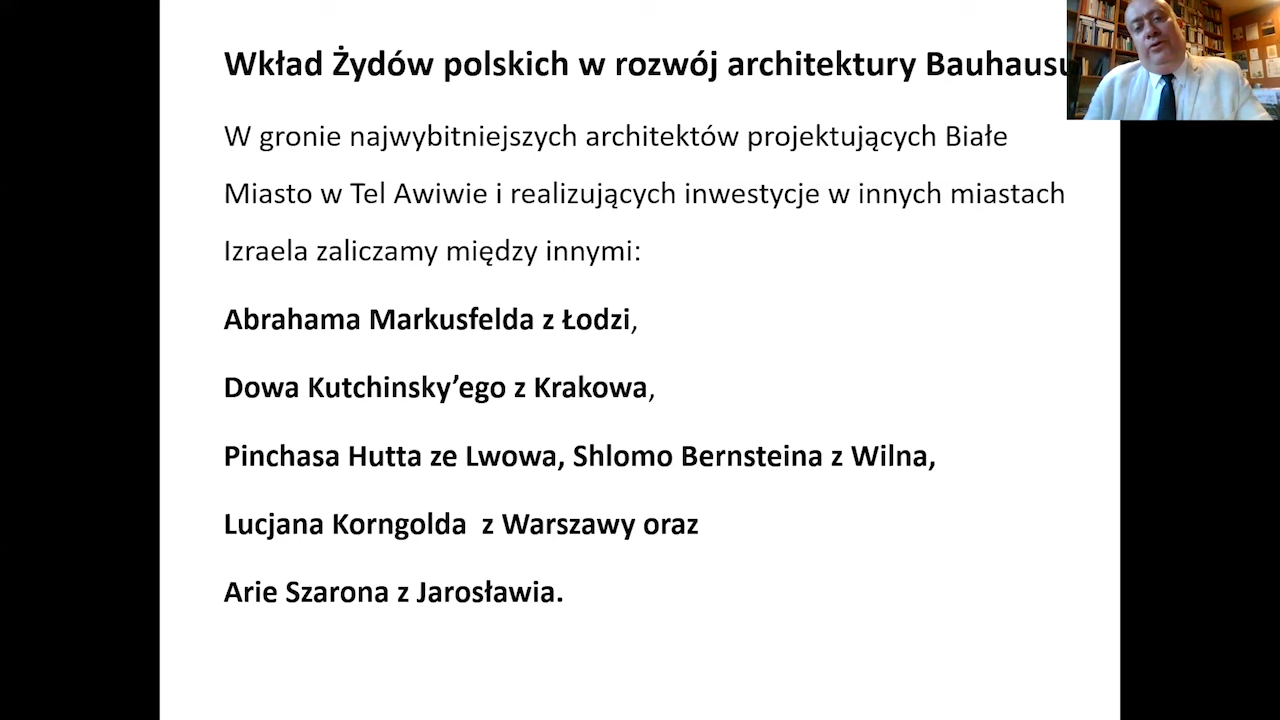 Wkład Żydów polskich w rozwój architektury Bauhausu
W gronie najwybitniejszych architektów projektujących Białe
Miasto w Tel Awiwie i realizujących inwestycje w innych miastach
Izraela zaliczamy między innymi:
Abrahama Markusfelda z Łodzi,
Dowa Kutchinsky’ego z Krakowa,
Pinchasa Hutta ze Lwowa, Shlomo Bernsteina z Wilna,
Lucjana Korngolda z Warszawy oraz
Arie Szarona z Jarosławia.